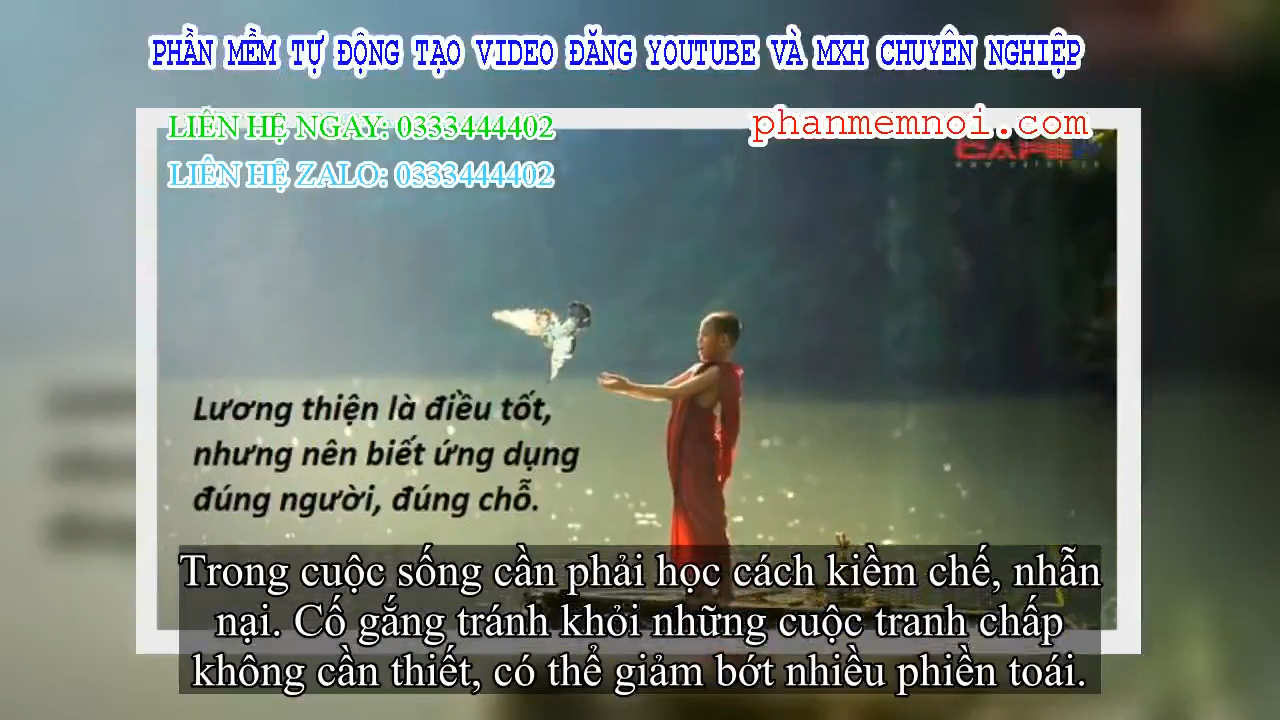 PHẦN MỀM TỰ ĐỘNG TẠO VIDEO ĐĂNG YOUTUBE VÀ MXH CHUYÊN NGHIỆP
LIÊN HỆ NGAY: 0333444402
phanmemnoi.com
LIÊN HỆ ZALO: 0333444402
Lương thiện là điều tốt,
nhưng nên biết ứng dụng
đúng người, đúng chỗ.
Trong cuộc sống cần phải học cách kiềm chế, nhẫn
nại. Cố gắng tránh khỏi những cuộc tranh chấp
không cần thiết, có thể giảm bớt nhiều phiền toái.